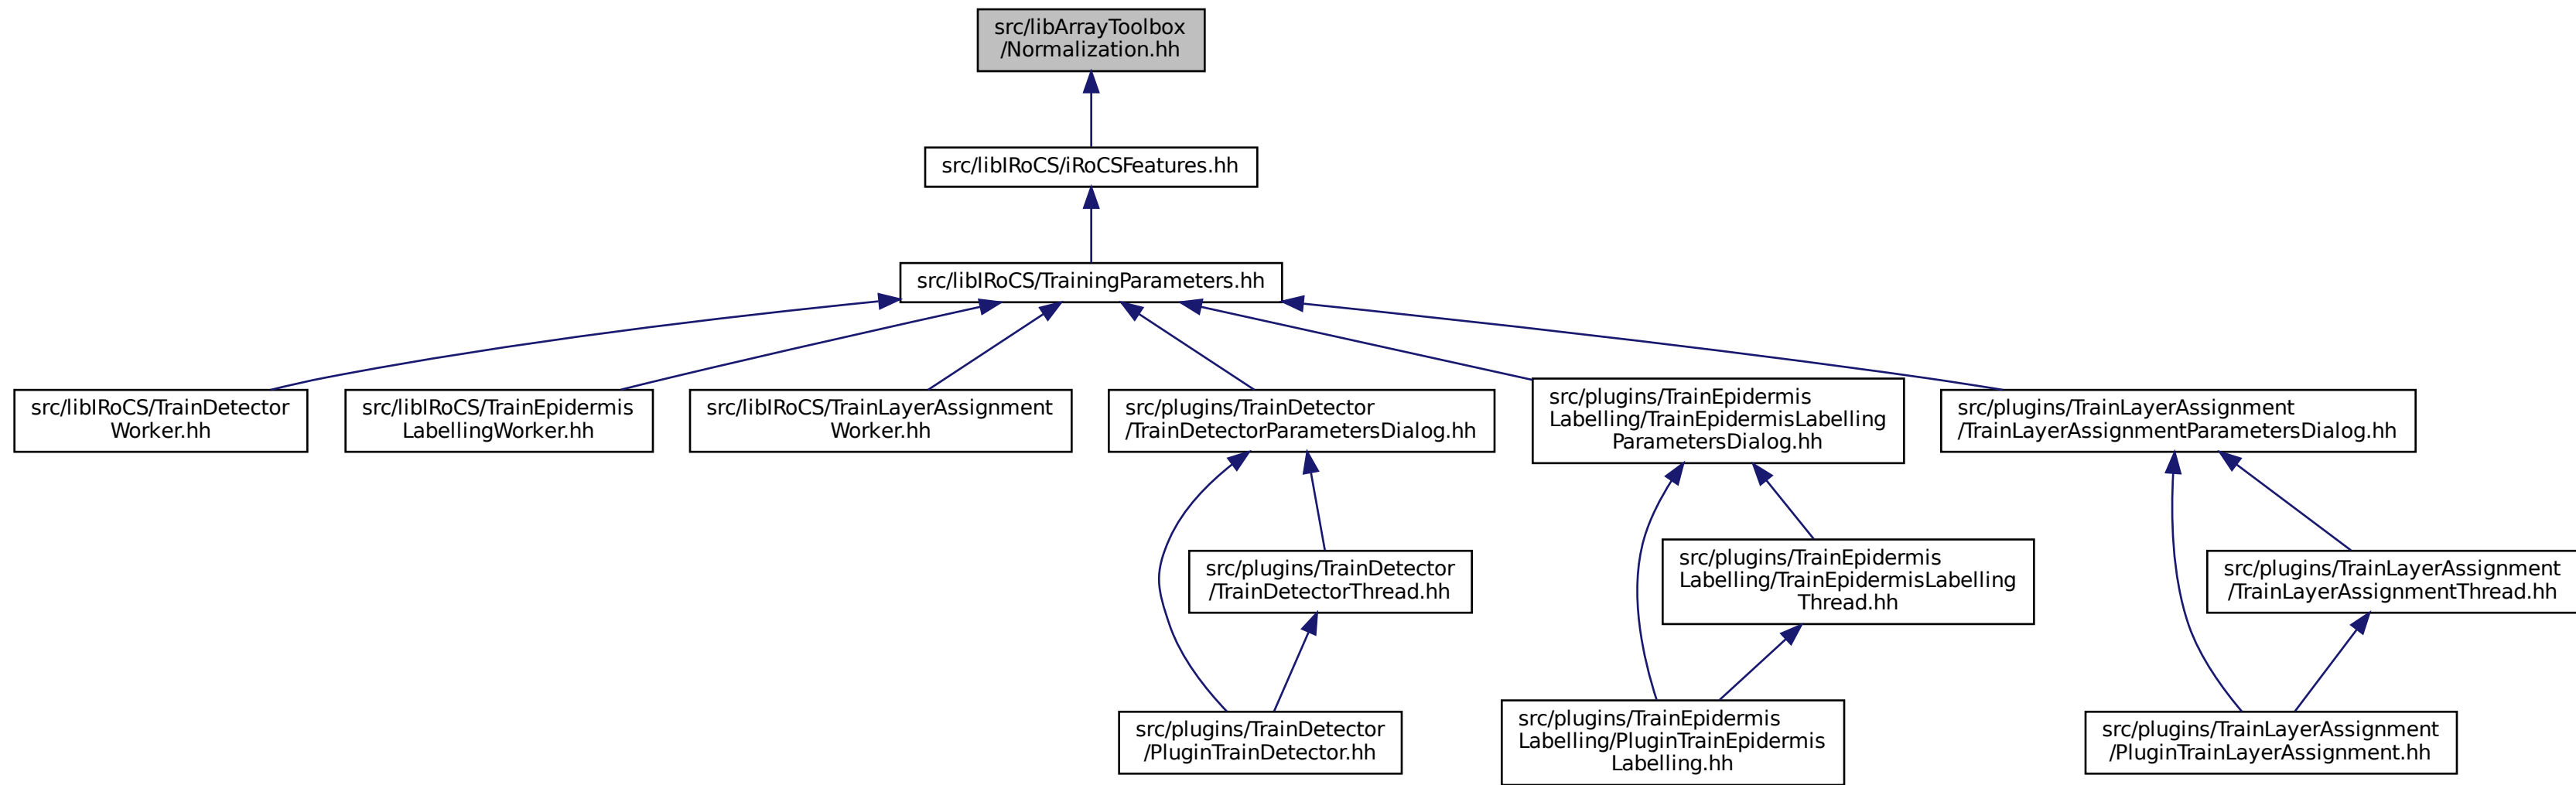 src/libArrayToolbox
/Normalization.hh
src/libIRoCS/iRoCSFeatures.hh
src/libIRoCS/TrainingParameters.hh
src/libIRoCS/TrainDetector
Worker.hh
src/libIRoCS/TrainEpidermis
LabellingWorker.hh
src/libIRoCS/TrainLayerAssignment
Worker.hh
src/plugins/TrainDetector
/TrainDetectorParametersDialog.hh
src/plugins/TrainEpidermis
Labelling/TrainEpidermisLabelling
ParametersDialog.hh
src/plugins/TrainLayerAssignment
/TrainLayerAssignmentParametersDialog.hh
src/plugins/TrainDetector
/TrainDetectorThread.hh
src/plugins/TrainEpidermis
Labelling/TrainEpidermisLabelling
Thread.hh
src/plugins/TrainLayerAssignment
/TrainLayerAssignmentThread.hh
src/plugins/TrainDetector
/PluginTrainDetector.hh
src/plugins/TrainEpidermis
Labelling/PluginTrainEpidermis
Labelling.hh
src/plugins/TrainLayerAssignment
/PluginTrainLayerAssignment.hh